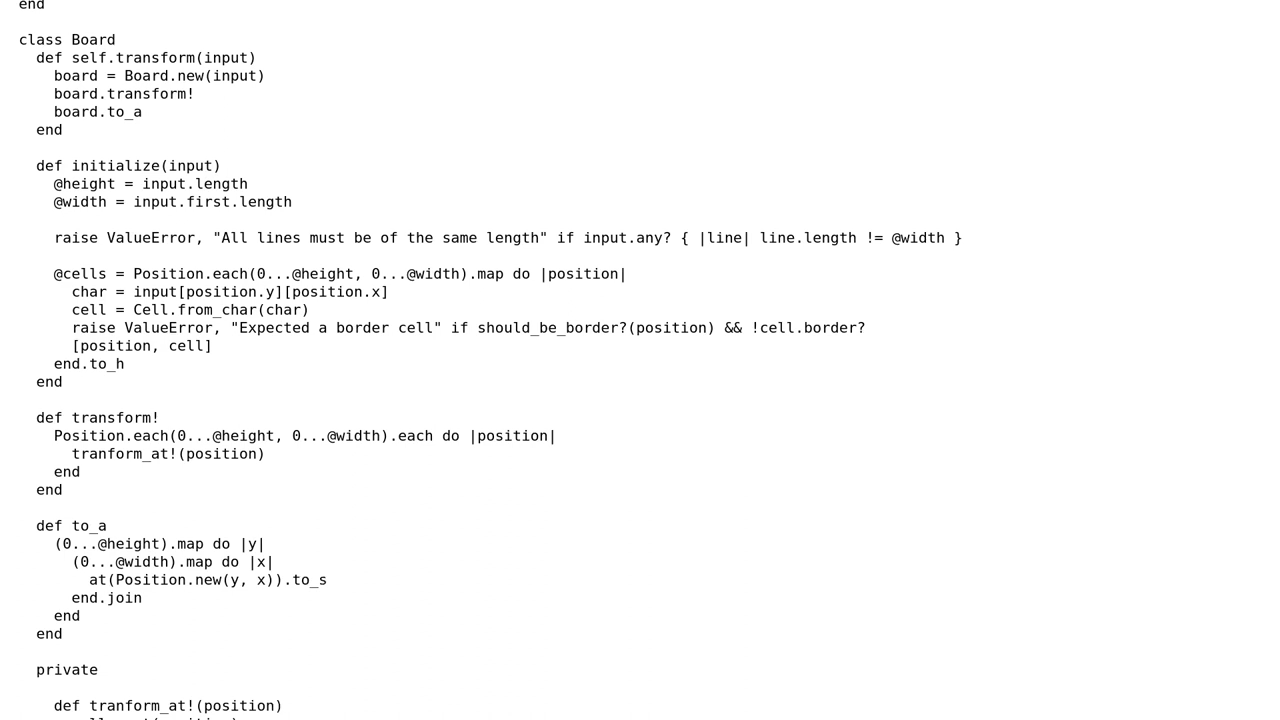 end

class Board
  def self.transform(input)
    board = Board.new(input)
    board.transform!
    board.to_a
  end

  def initialize(input)
    @height = input.length
    @width = input.first.length

    raise ValueError, "All lines must be of the same length" if input.any? { |line| line.length != @width }

    @cells = Position.each(0...@height, 0...@width).map do |position|
      char = input[position.y][position.x]
      cell = Cell.from_char(char)
      raise ValueError, "Expected a border cell" if should_be_border?(position) && !cell.border?
      [position, cell]
    end.to_h
  end

  def transform!
    Position.each(0...@height, 0...@width).each do |position|
      tranform_at!(position)
    end
  end

  def to_a
    (0...@height).map do |y|
      (0...@width).map do |x|
        at(Position.new(y, x)).to_s
      end.join
    end
  end

  private

    def tranform_at!(position)